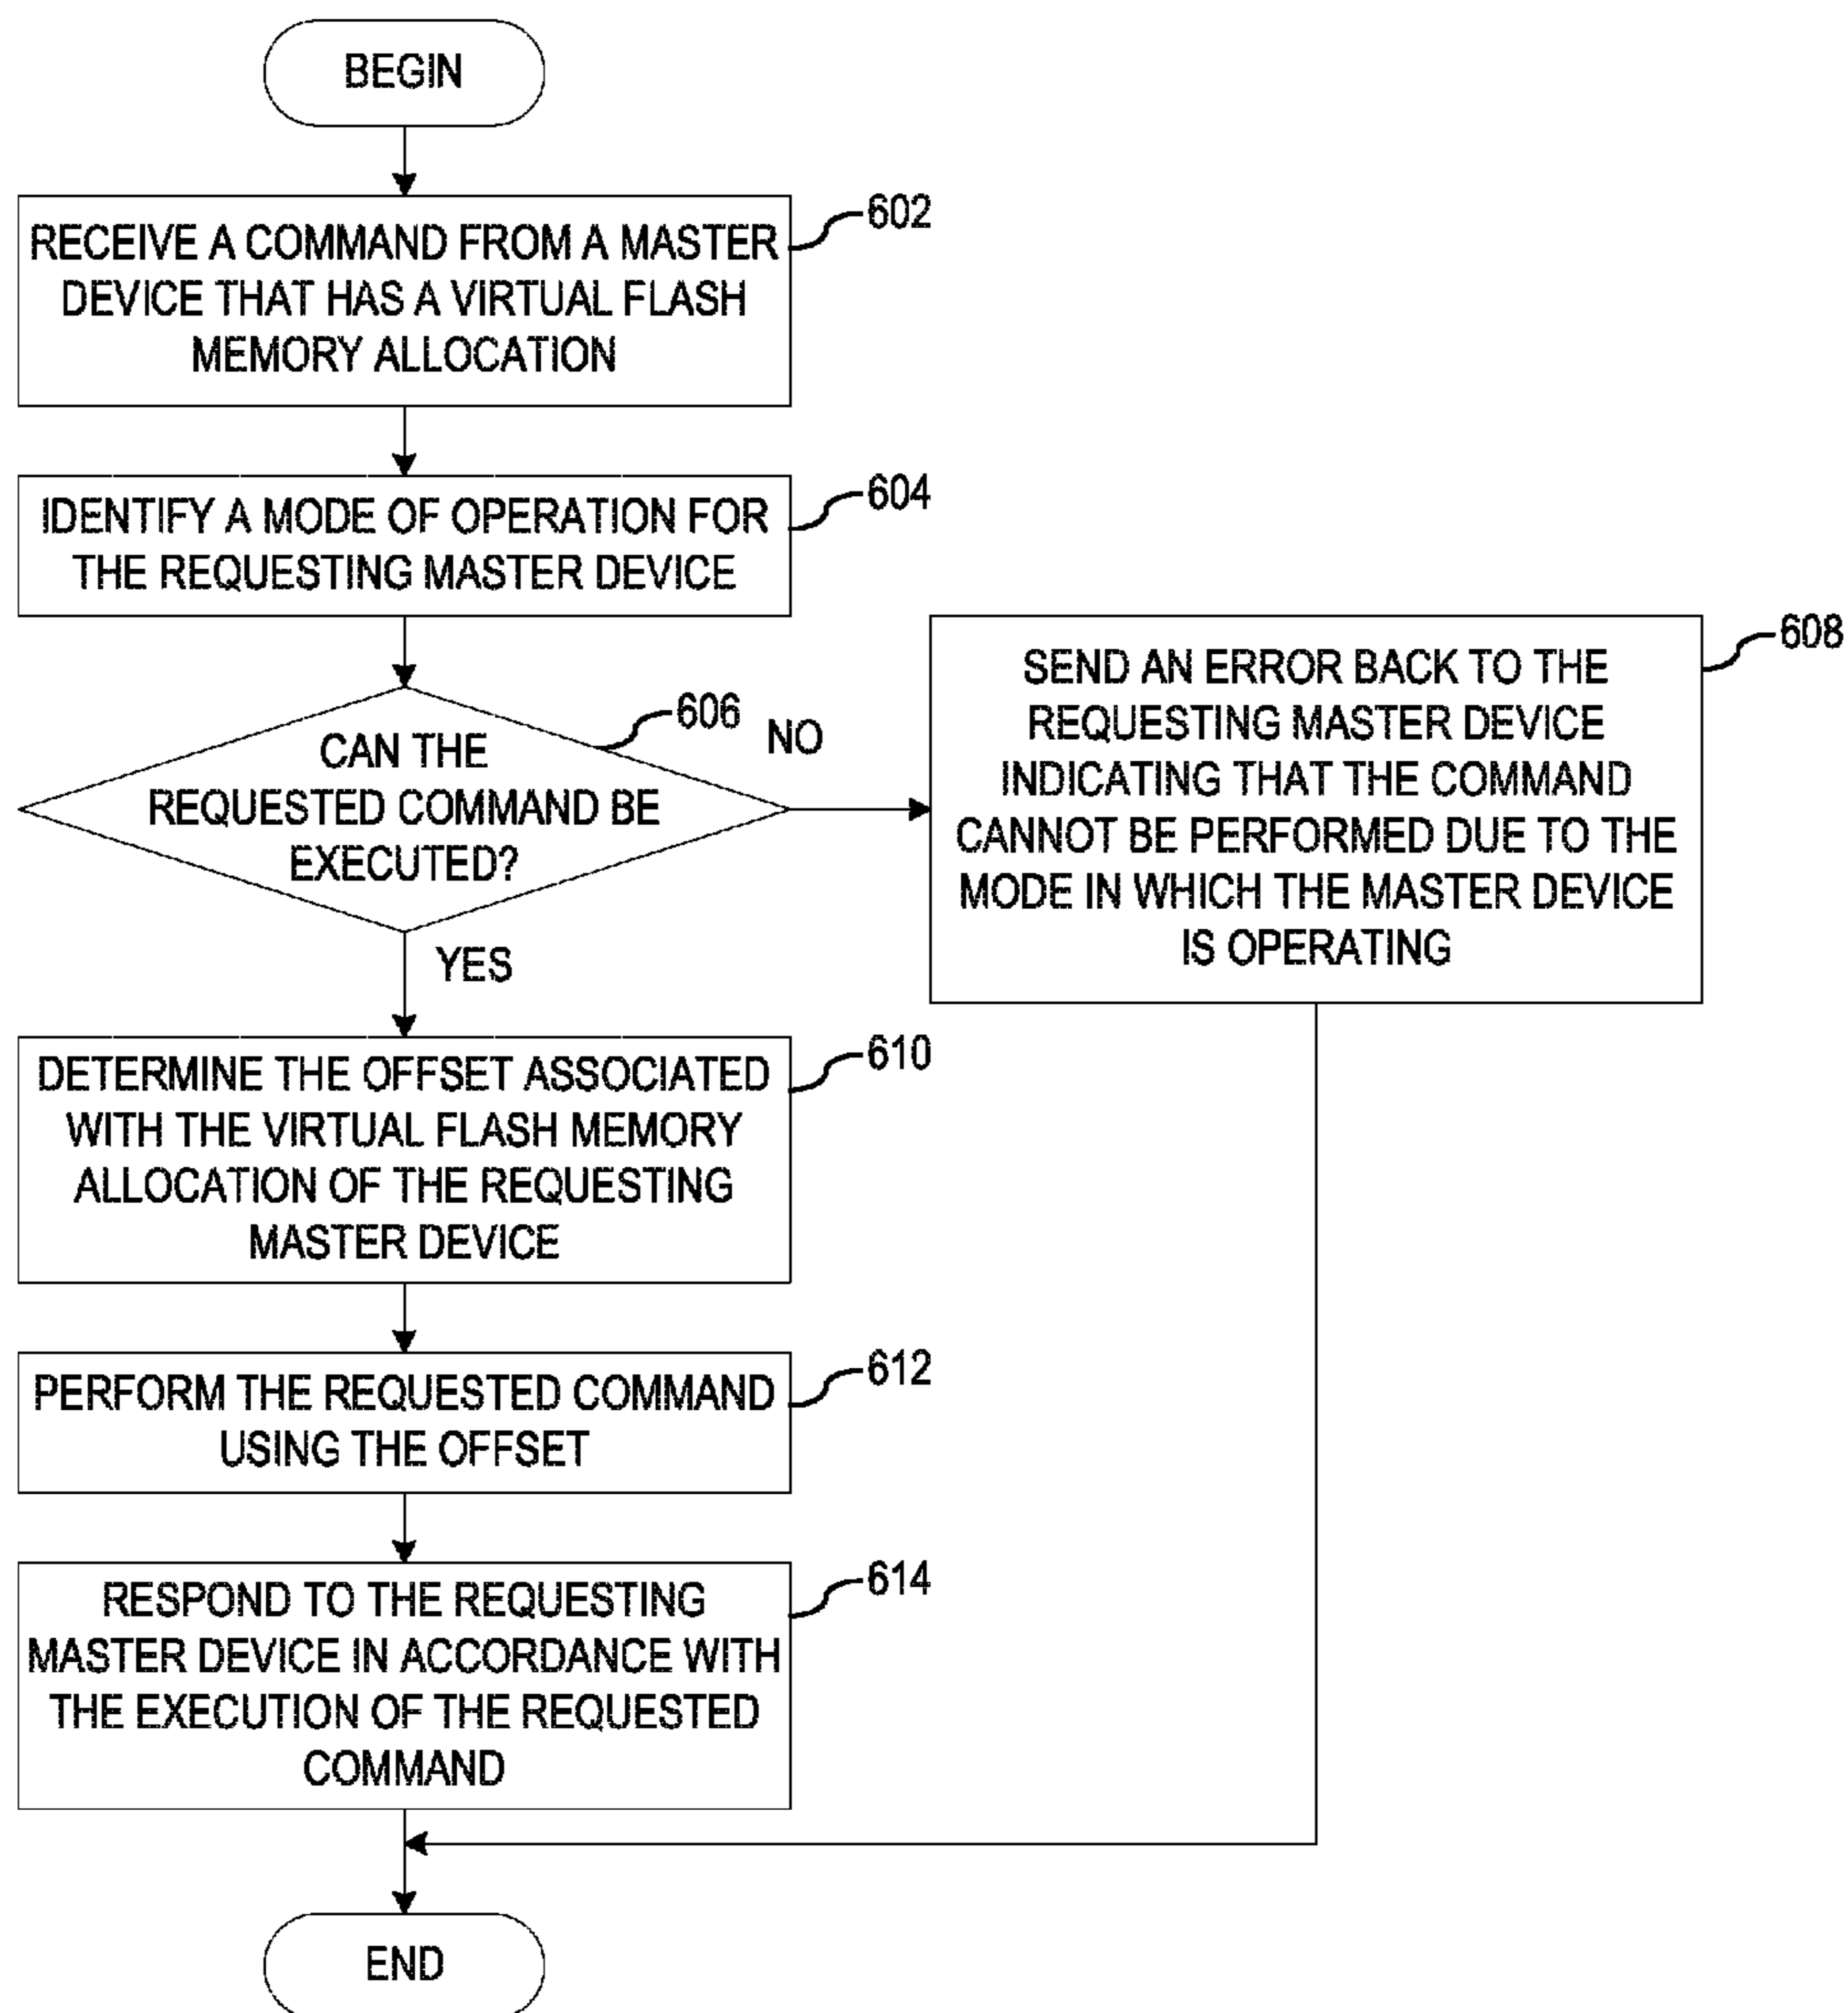 BEGIN
RECEIVE A COMMAND FROM A MASTER
DEVICE THAT HAS A VIRTUAL FLASH
MEMORY ALLOCATION
602
IDENTIFY A MODE OF OPERATION FOR
THE REQUESTING MASTER DEVICE
604
CAN THE
REQUESTED COMMAND BE
EXECUTED?
606
NO
SEND AN ERROR BACK TO THE
REQUESTING MASTER DEVICE
INDICATING THAT THE COMMAND
CANNOT BE PERFORMED DUE TO THE
MODE IN WHICH THE MASTER DEVICE
IS OPERATING
608
YES
DETERMINE THE OFFSET ASSOCIATED
WITH THE VIRTUAL FLASH MEMORY
ALLOCATION OF THE REQUESTING
MASTER DEVICE
610
PERFORM THE REQUESTED COMMAND
USING THE OFFSET
612
RESPOND TO THE REQUESTING
MASTER DEVICE IN ACCORDANCE WITH
THE EXECUTION OF THE REQUESTED
COMMAND
614
END